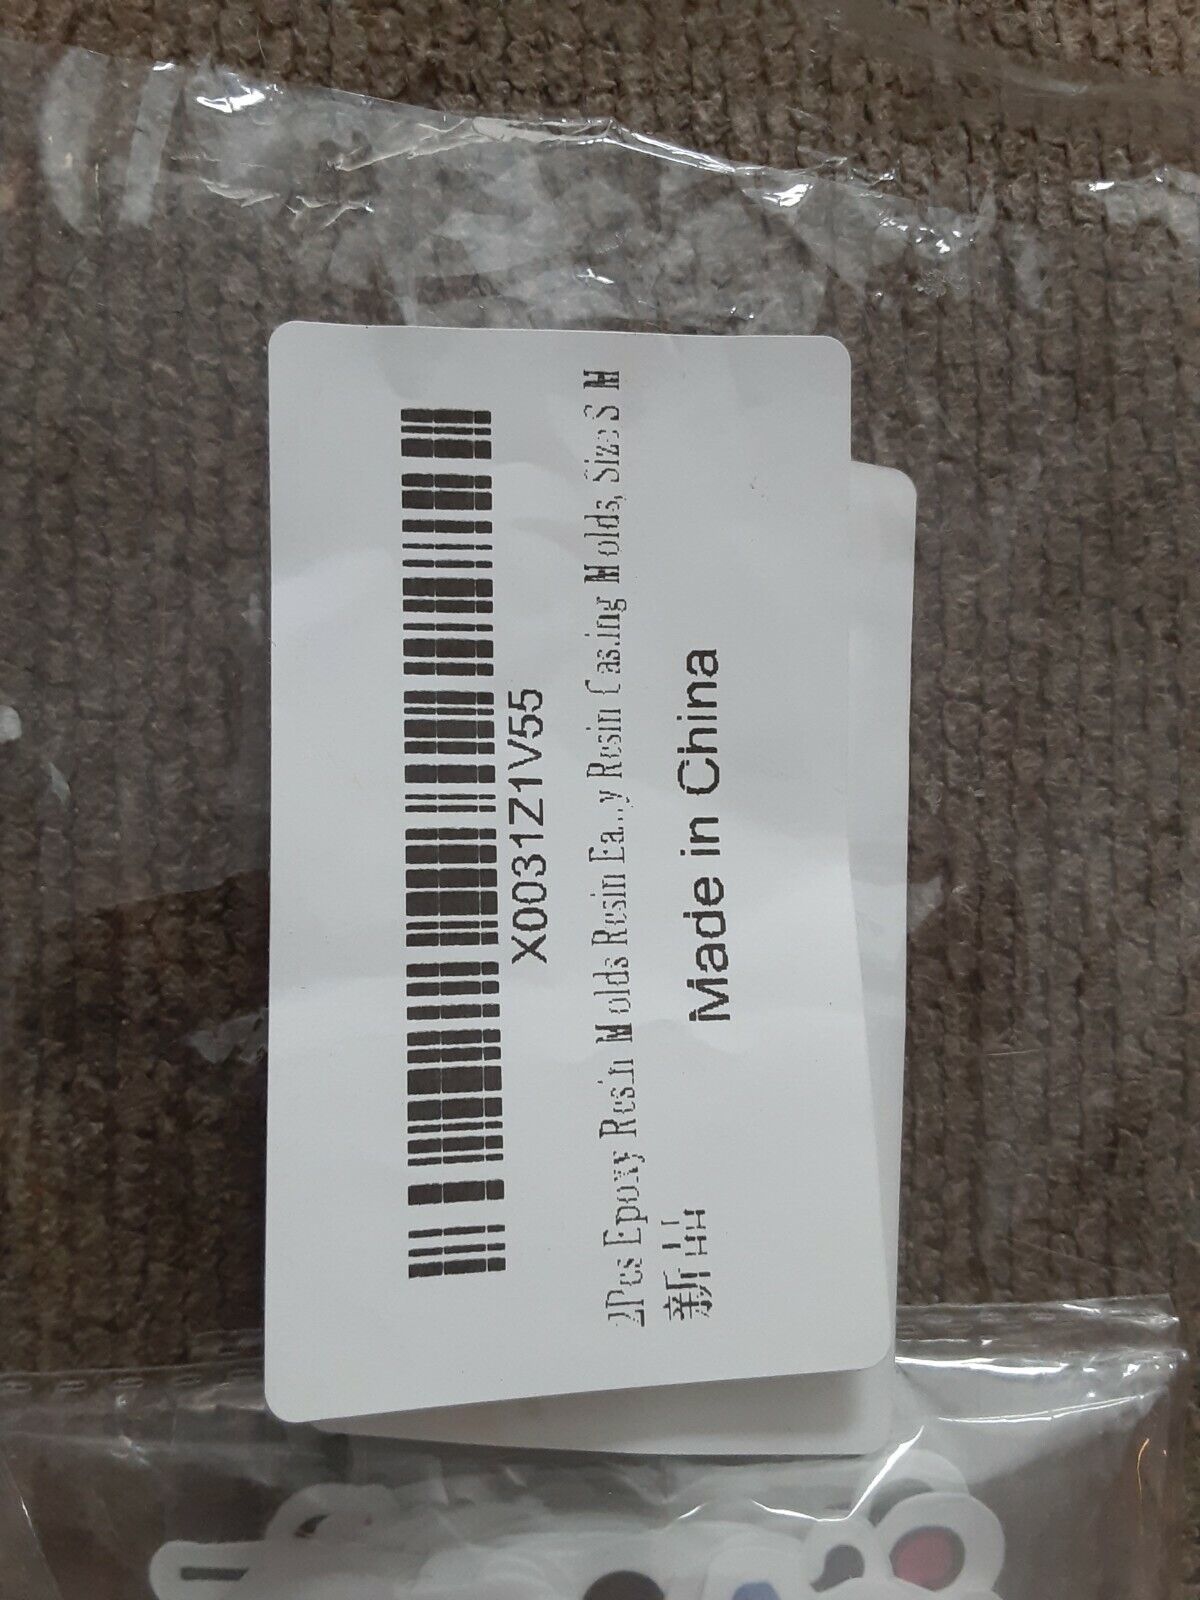 X0031Z1V55
2Pcs Epoxy Resin Molds Resin Ea...y Resin Casting Molds, Size S M
新品
Made in China